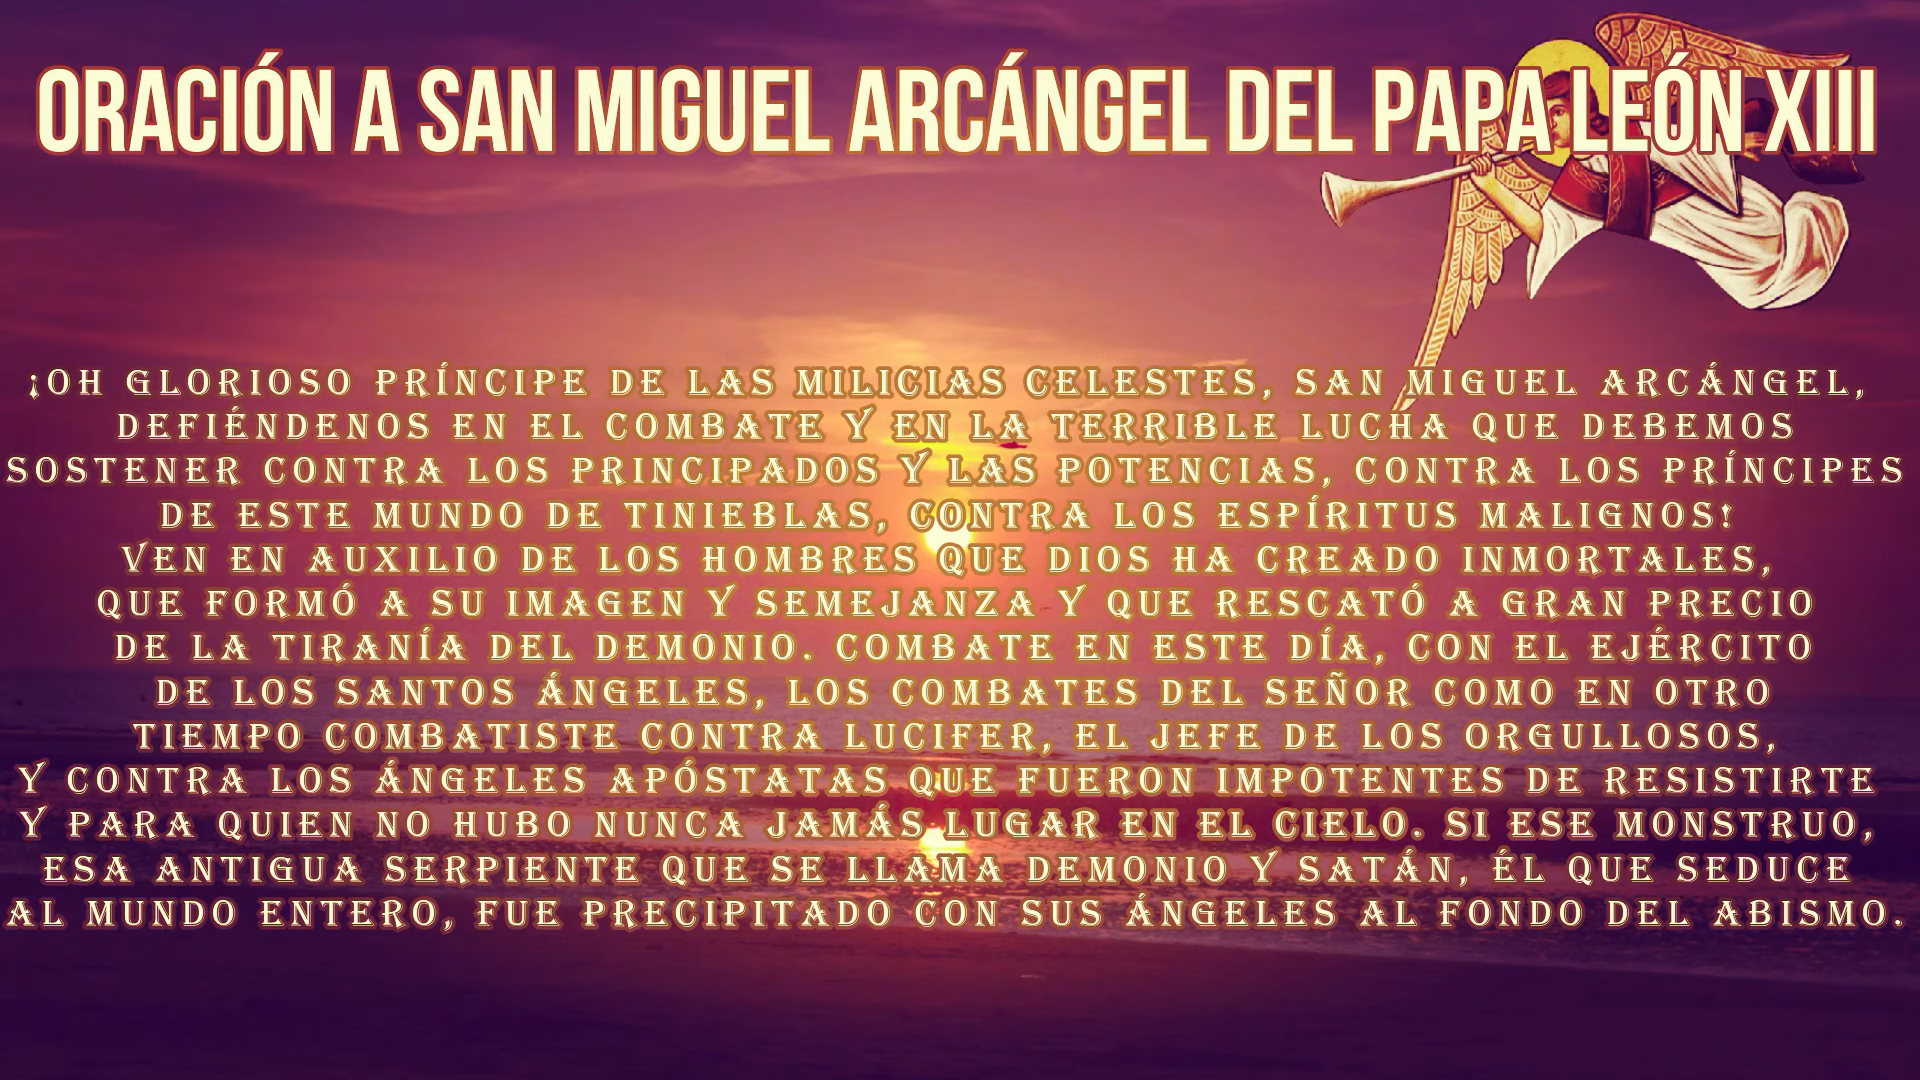 ORACIÓN A SAN MIGUEL ARCÁNGEL DEL PAPA LEÓN XIII
¡OH GLORIOSO PRÍNCIPE DE LAS MILICIAS CELESTES, SAN MIGUEL ARCÁNGEL,
DEFIÉNDENOS EN EL COMBATE Y EN LA TERRIBLE LUCHA QUE DEBEMOS
SOSTENER CONTRA LOS PRINCIPADOS Y LAS POTENCIAS, CONTRA LOS PRÍNCIPES
DE ESTE MUNDO DE TINIEBLAS, CONTRA LOS ESPÍRITUS MALIGNOS!
VEN EN AUXILIO DE LOS HOMBRES QUE DIOS HA CREADO INMORTALES,
QUE FORMÓ A SU IMAGEN Y SEMEJANZA Y QUE RESCATÓ A GRAN PRECIO
DE LA TIRANÍA DEL DEMONIO. COMBATE EN ESTE DÍA, CON EL EJÉRCITO
DE LOS SANTOS ÁNGELES, LOS COMBATES DEL SEÑOR COMO EN OTRO
TIEMPO COMBATISTE CONTRA LUCIFER, EL JEFE DE LOS ORGULLOSOS,
Y CONTRA LOS ÁNGELES APÓSTATAS QUE FUERON IMPOTENTES DE RESISTIRTE
Y PARA QUIEN NO HUBO NUNCA JAMÁS LUGAR EN EL CIELO. SI ESE MONSTRUO,
ESA ANTIGUA SERPIENTE QUE SE LLAMA DEMONIO Y SATÁN, ÉL QUE SEDUCE
AL MUNDO ENTERO, FUE PRECIPITADO CON SUS ÁNGELES AL FONDO DEL ABISMO.